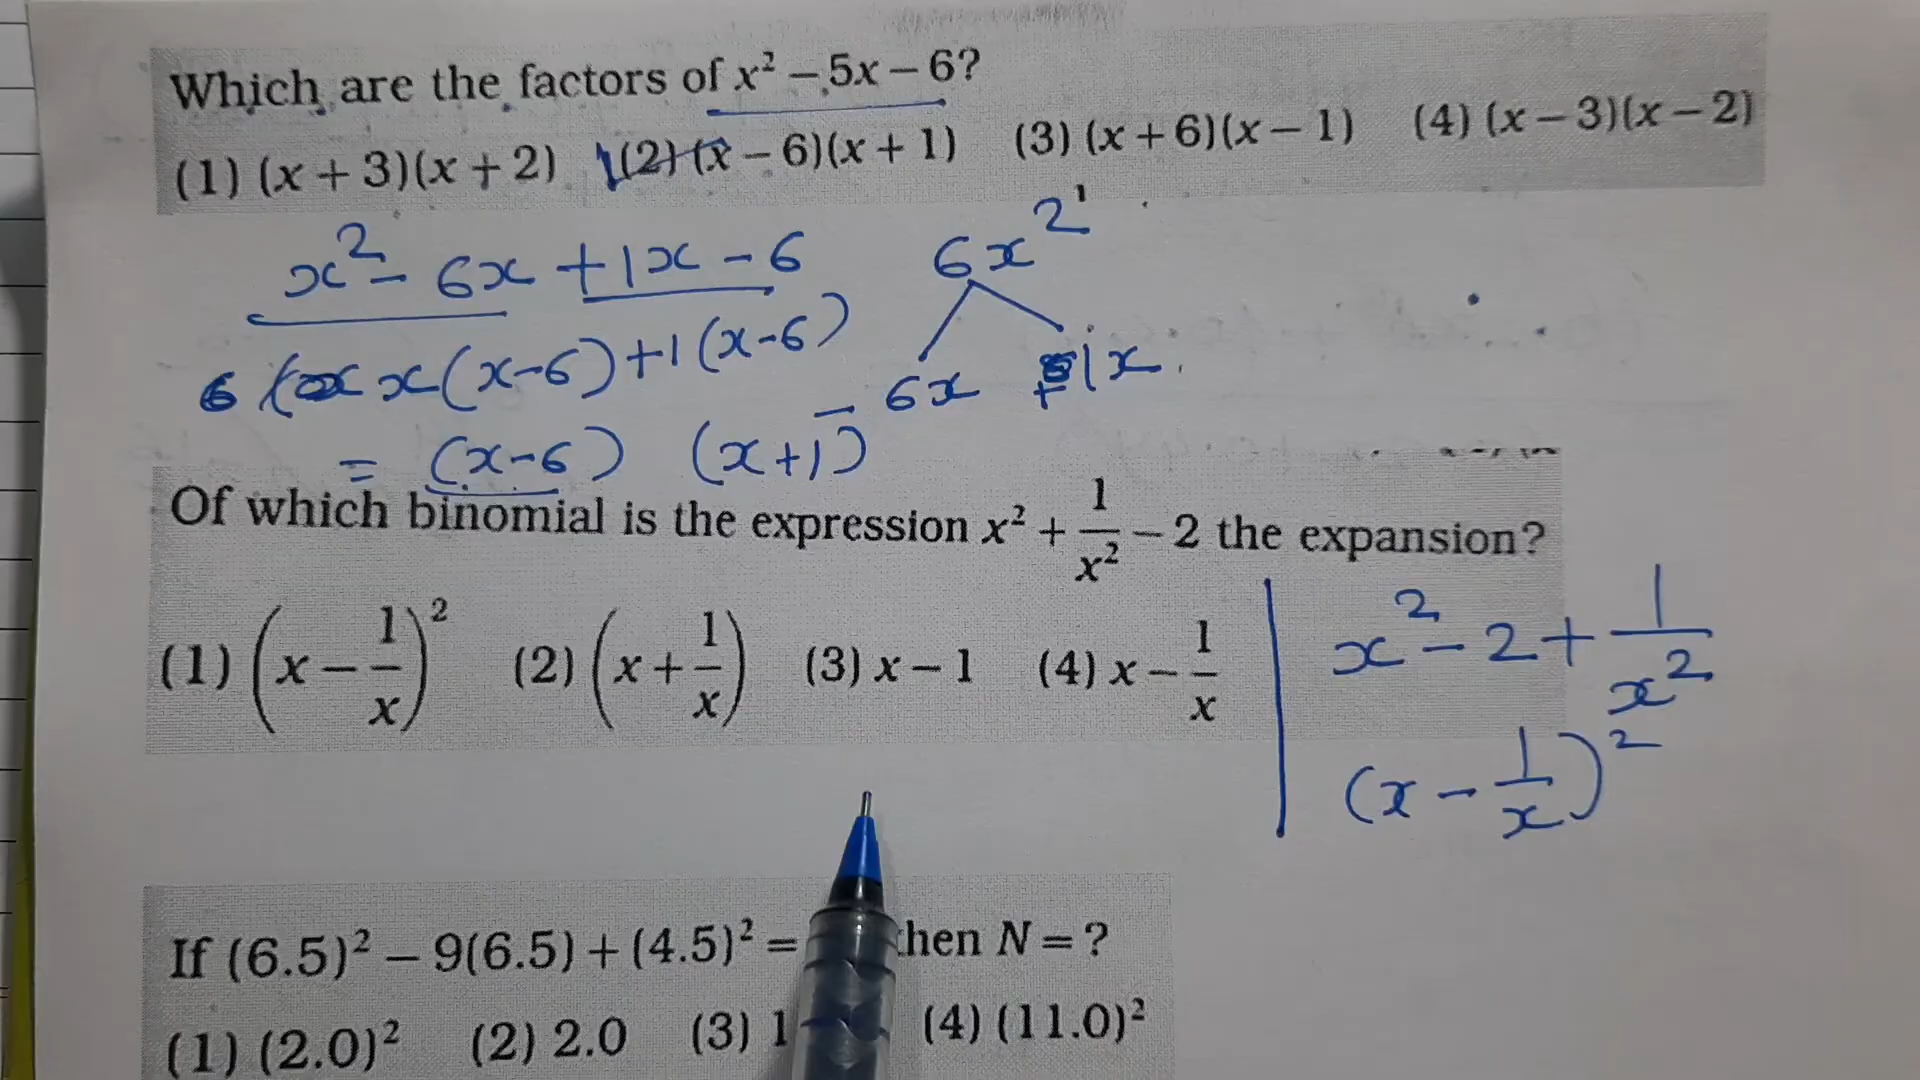 Which are the factors of x² – 5x – 6?
(1) (x + 3)(x + 2) (2) (x – 6)(x + 1) (3) (x + 6)(x – 1) (4) (x – 3)(x – 2)
x² - 6x + 1x - 6
6x²
x(x-6)+1(x-6)
- 6x + 1x
= (x-6) (x+1)
Of which binomial is the expression x² + 1/x² – 2 the expansion?
(1) (x – 1/x)² (2) (x + 1/x) (3) x – 1 (4) x – 1/x
x² - 2 + 1/x²
(x - 1/x)²
If (6.5)² – 9(6.5) + (4.5)² = hen N = ?
(1) (2.0)² (2) 2.0 (3) 1 (4) (11.0)²